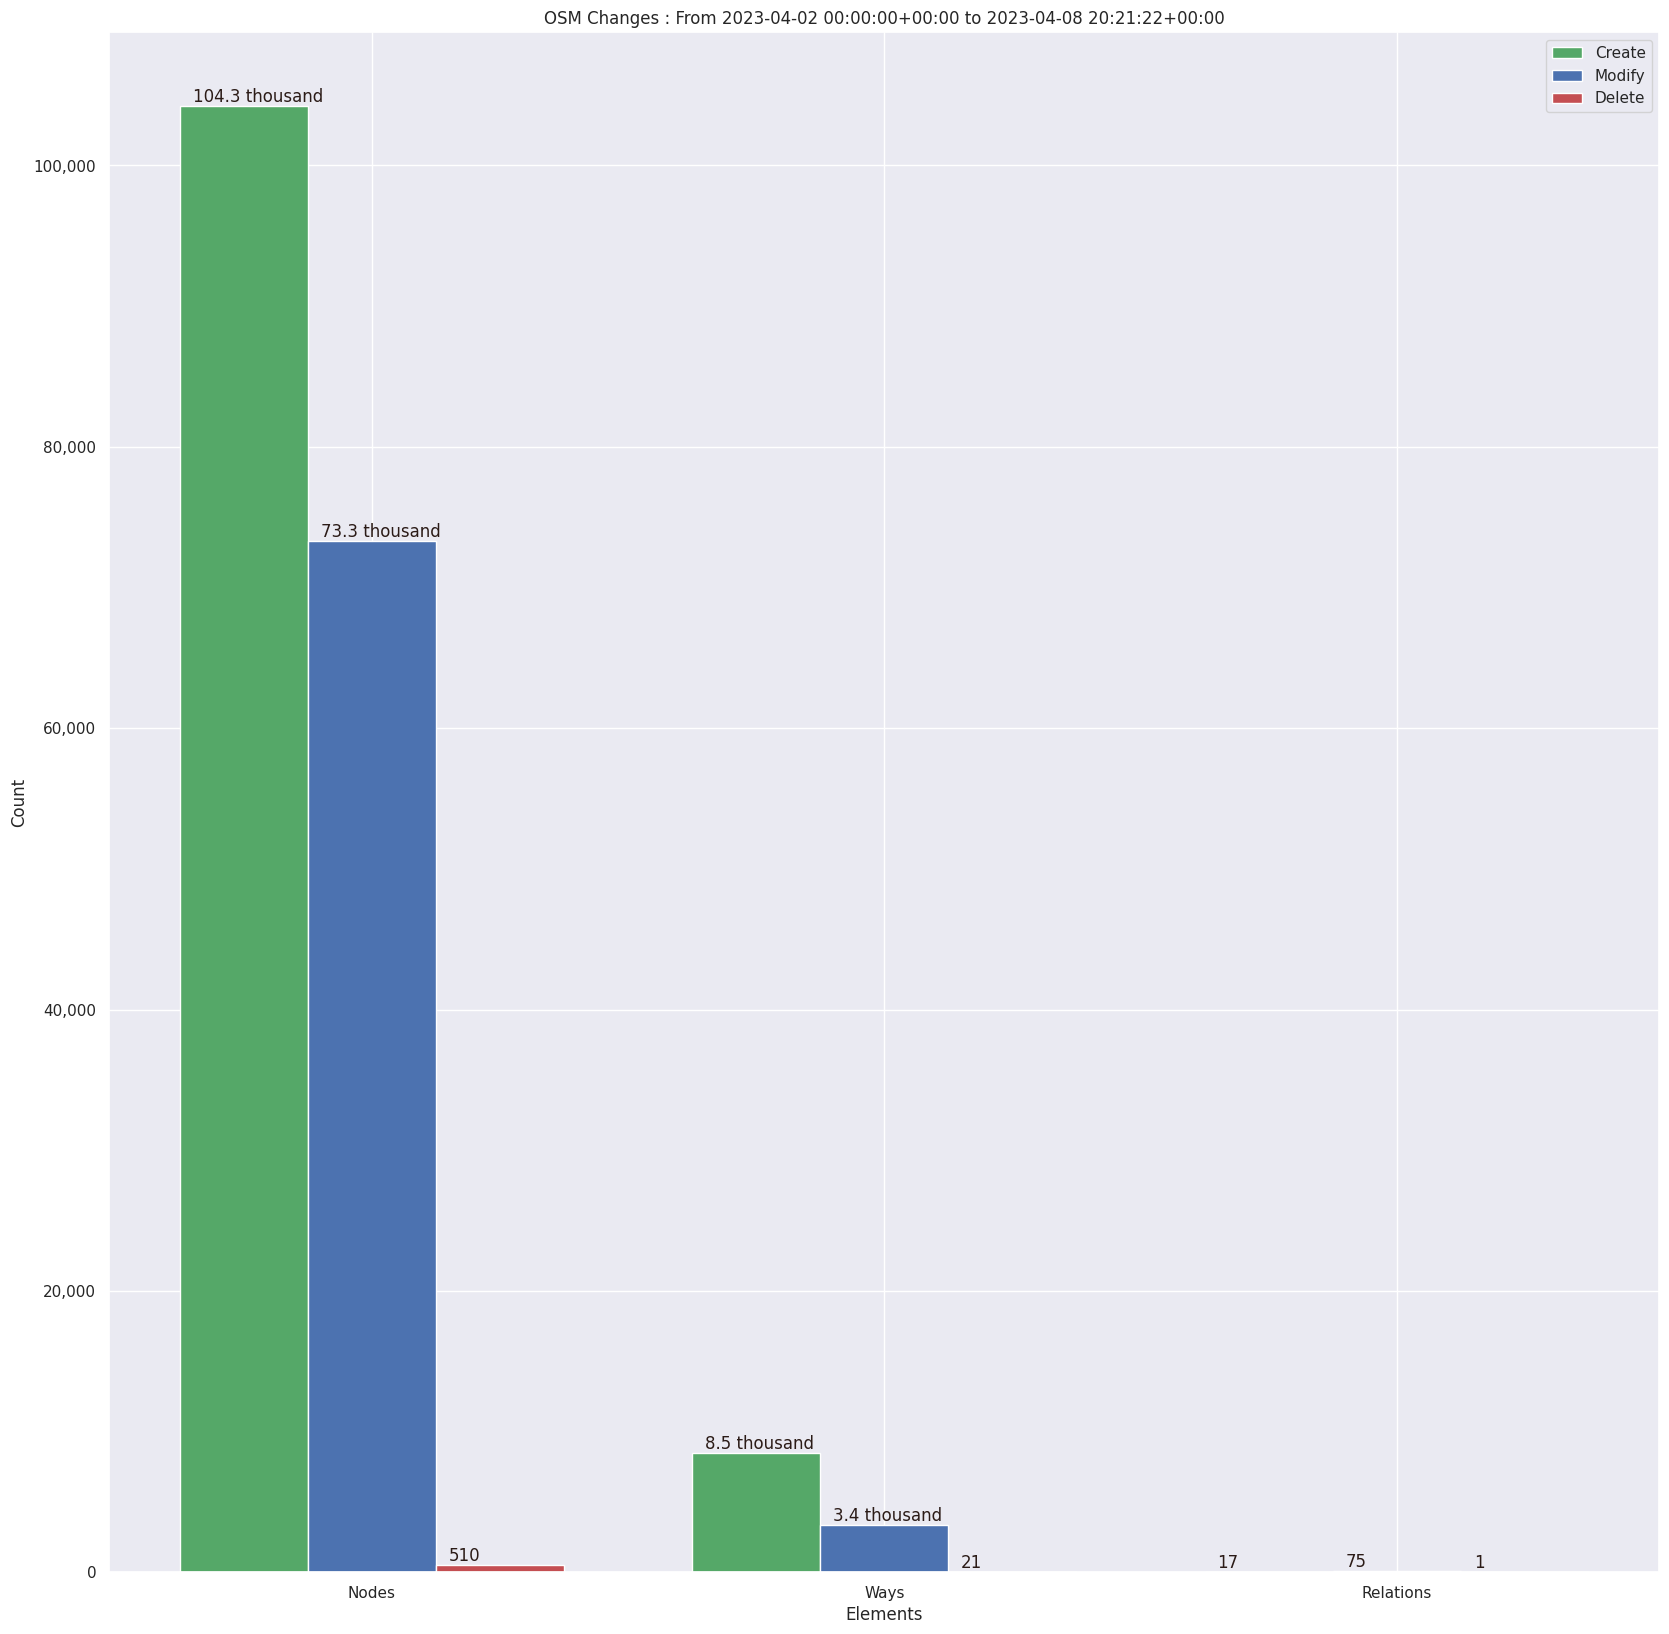 OSM Changes : From 2023-04-02 00:00:00+00:00 to 2023-04-08 20:21:22+00:00
Create
Modify
Delete
104.3 thousand
100,000
80,000
73.3 thousand
60,000
Count
40,000
20,000
8.5 thousand
3.4 thousand
510
21
17
75
1
0
Nodes
Ways
Relations
Elements